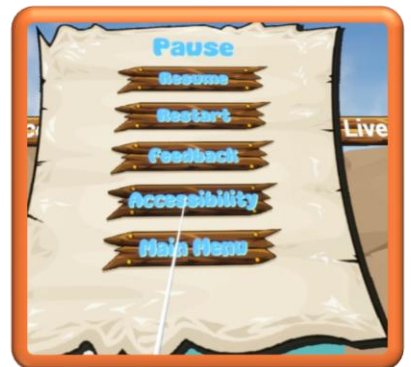 Pause
Resume
Restart
Live
Feedback
Accessibility
Main Menu